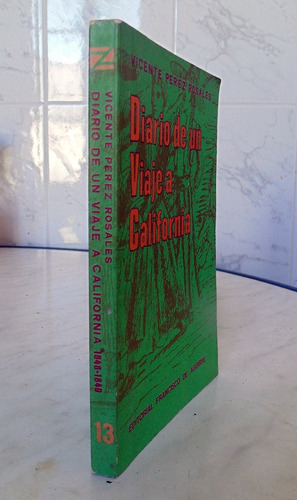 VICENTE PEREZ ROSALES
Diario de un
Viaje a
California
EDITORIAL FRANCISCO DE AGUIRRE
VICENTE PEREZ ROSALES
DIARIO DE UN VIAJE A CALIFORNIA 1848-1849
13